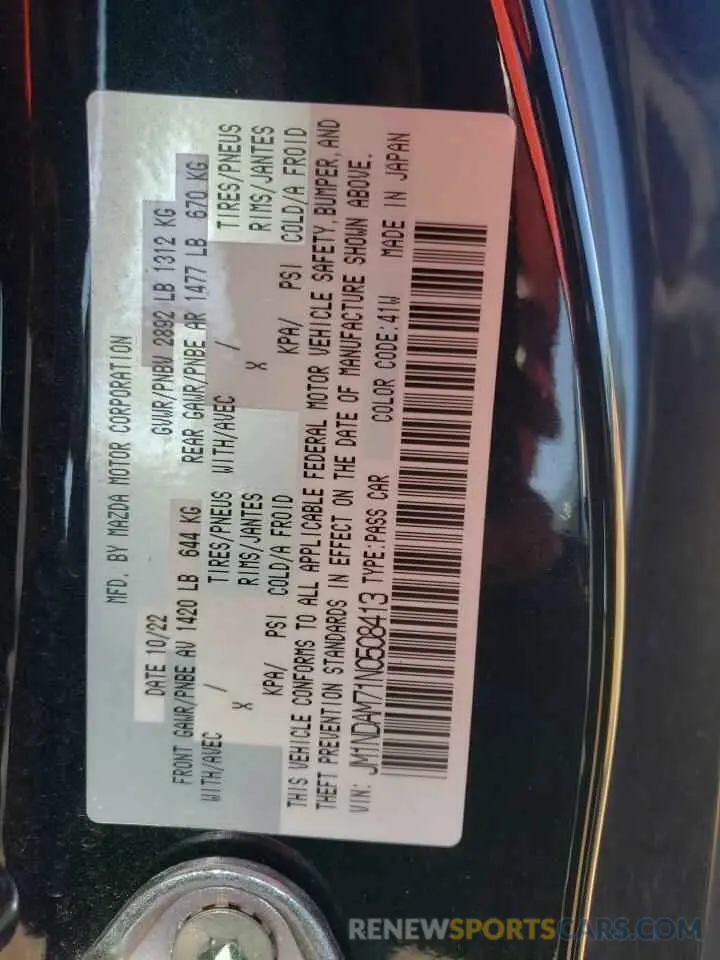 MFD. BY MAZDA MOTOR CORPORATION
DATE 10/22 GVWR/PNBV 2892 LB 1312 KG
FRONT GAWR/PNBE AV 1420 LB 644 KG REAR GAWR/PNBE AR 1477 LB 670 KG
WITH/AVEC / TIRES/PNEUS WITH/AVEC / TIRES/PNEUS
X RIMS/JANTES X RIMS/JANTES
KPA/ PSI COLD/A FROID KPA/ PSI COLD/A FROID
THIS VEHICLE CONFORMS TO ALL APPLICABLE FEDERAL MOTOR VEHICLE SAFETY, BUMPER, AND
THEFT PREVENTION STANDARDS IN EFFECT ON THE DATE OF MANUFACTURE SHOWN ABOVE.
VIN: JM1NDAM71N0508413 TYPE:PASS CAR COLOR CODE:41W MADE IN JAPAN
RENEWSPORTSCARS.COM